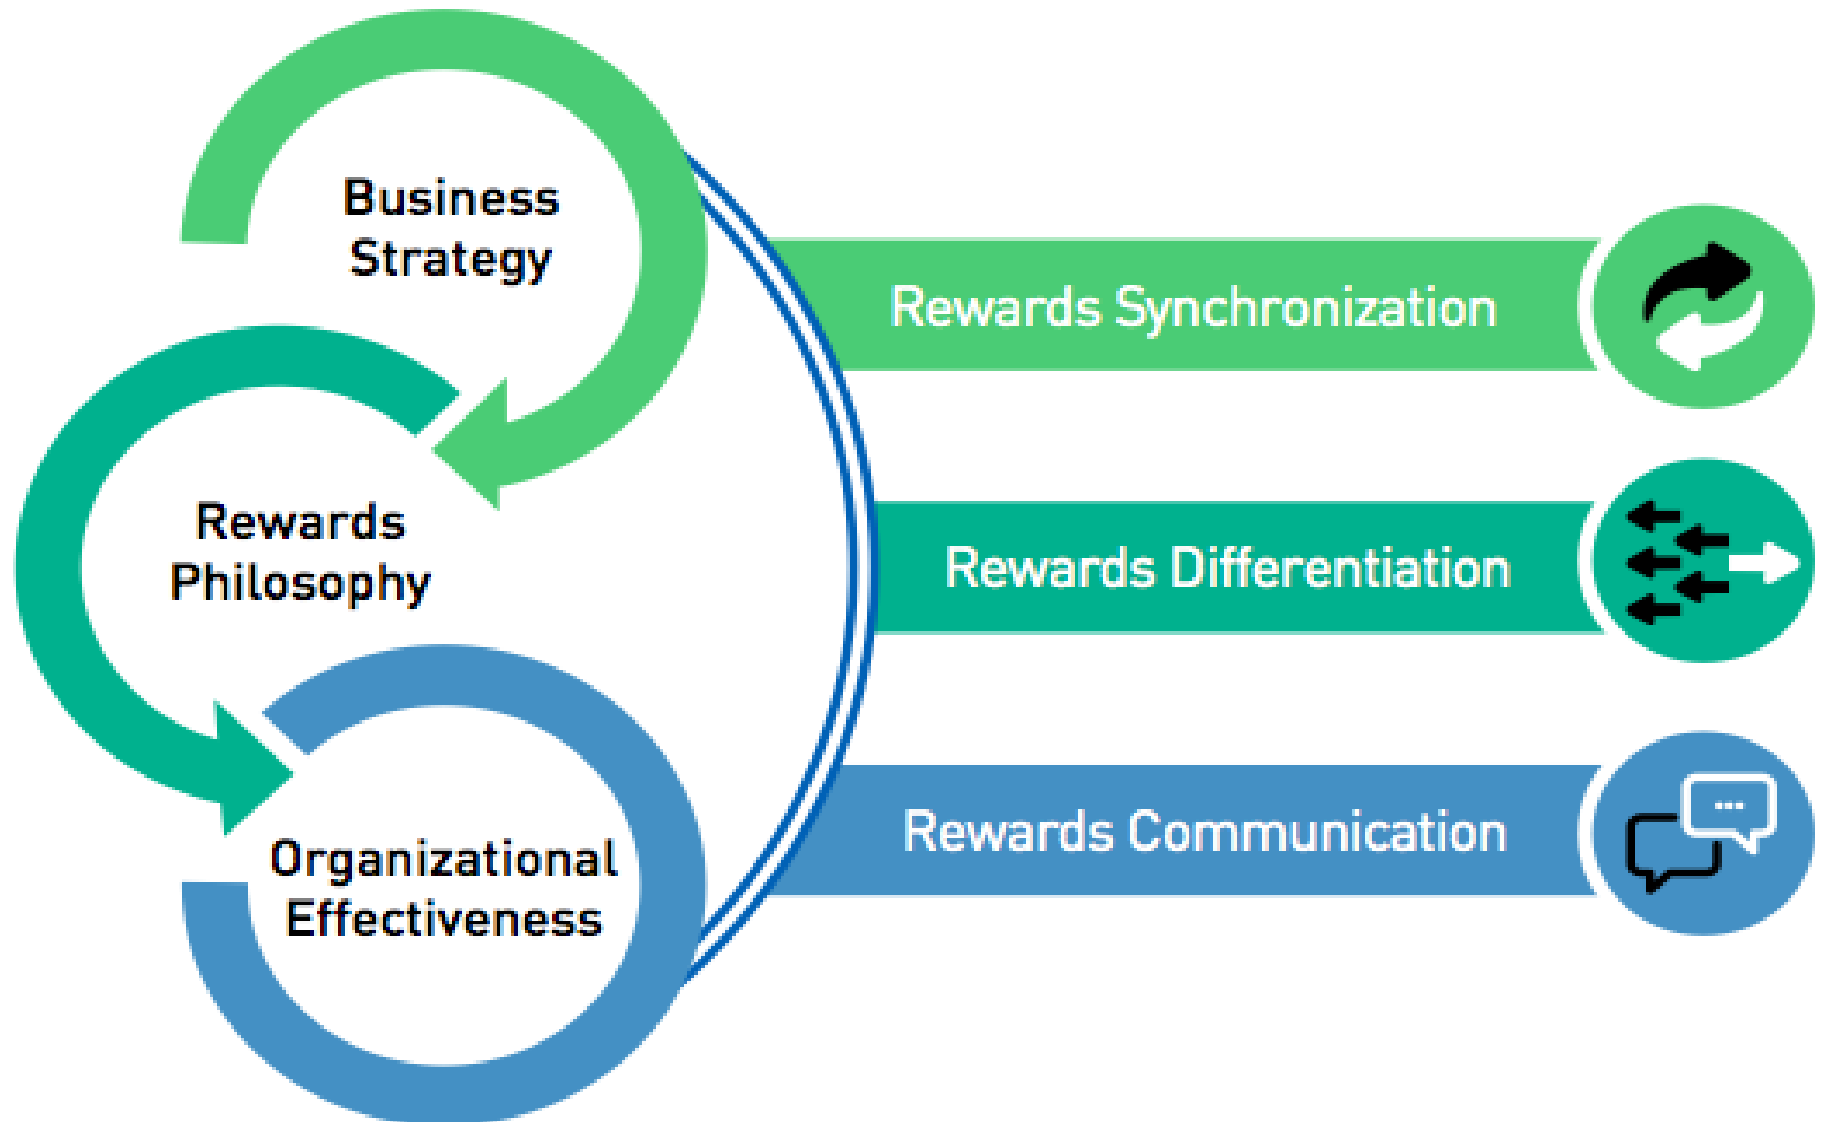 Business
Strategy
Rewards
Philosophy
Organizational
Effectiveness
Rewards Synchronization
Rewards Differentiation
Rewards Communication